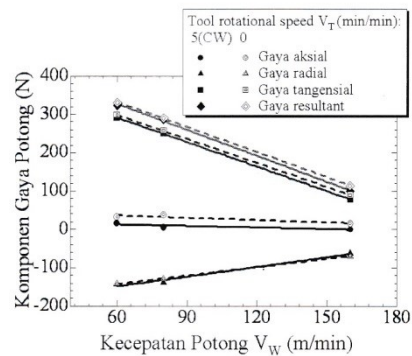 Tool rotational speed V_T(min/min):
5(CW) 0
Gaya aksial
Gaya radial
Gaya tangensial
Gaya resultant
Komponen Gaya Potong (N)
400
300
200
100
0
-100
-200
30 60 90 120 150 180
Kecepatan Potong V_W (m/min)